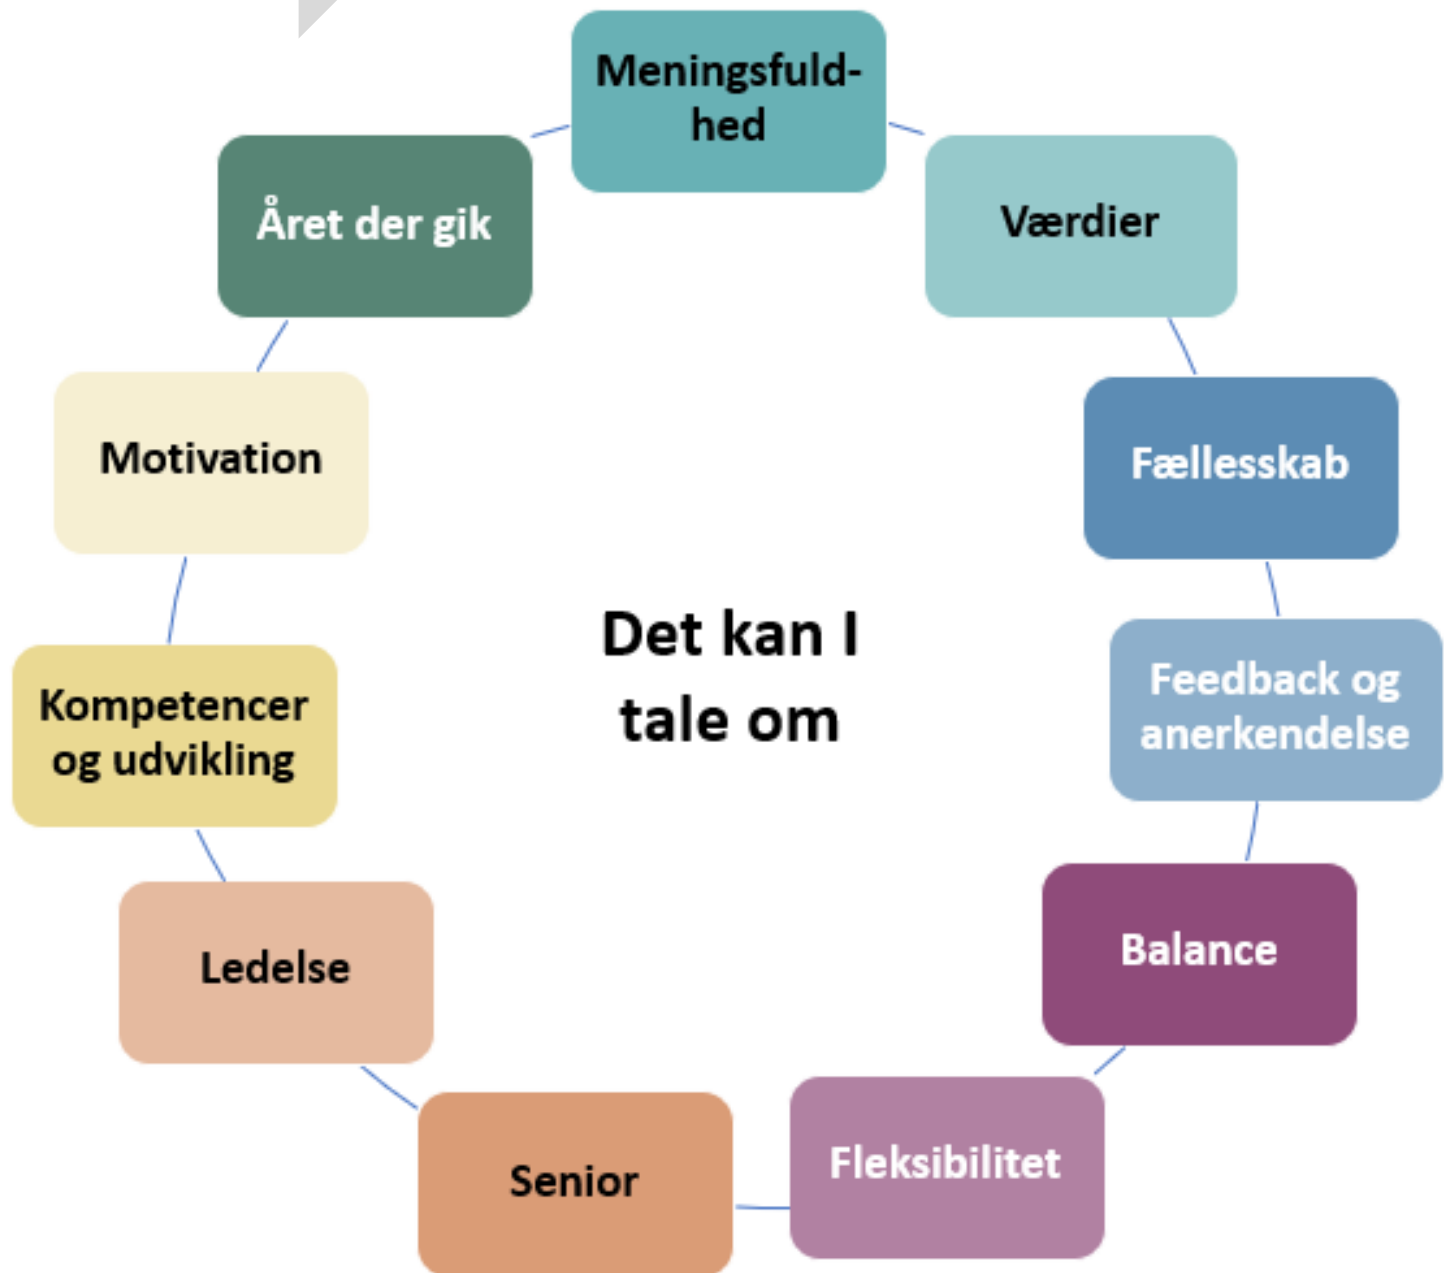 Meningsfuld-
hed
Værdier
Fællesskab
Feedback og
anerkendelse
Balance
Fleksibilitet
Senior
Ledelse
Kompetencer
og udvikling
Motivation
Året der gik
Det kan I
tale om